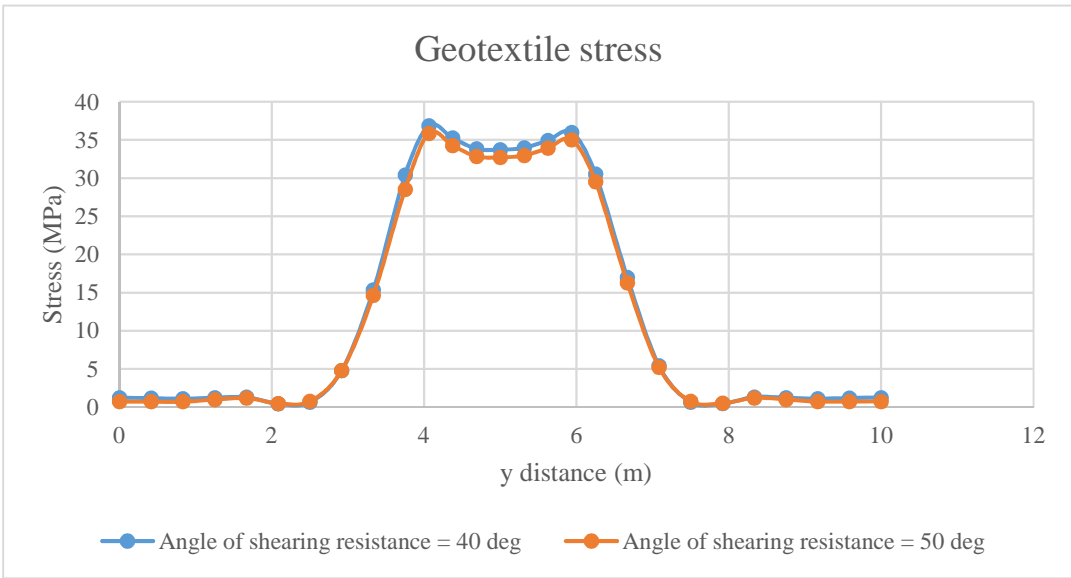 Geotextile stress
40
35
30
25
20
15
10
5
0
Stress (MPa)
0 2 4 6 8 10 12
y distance (m)
Angle of shearing resistance = 40 deg Angle of shearing resistance = 50 deg